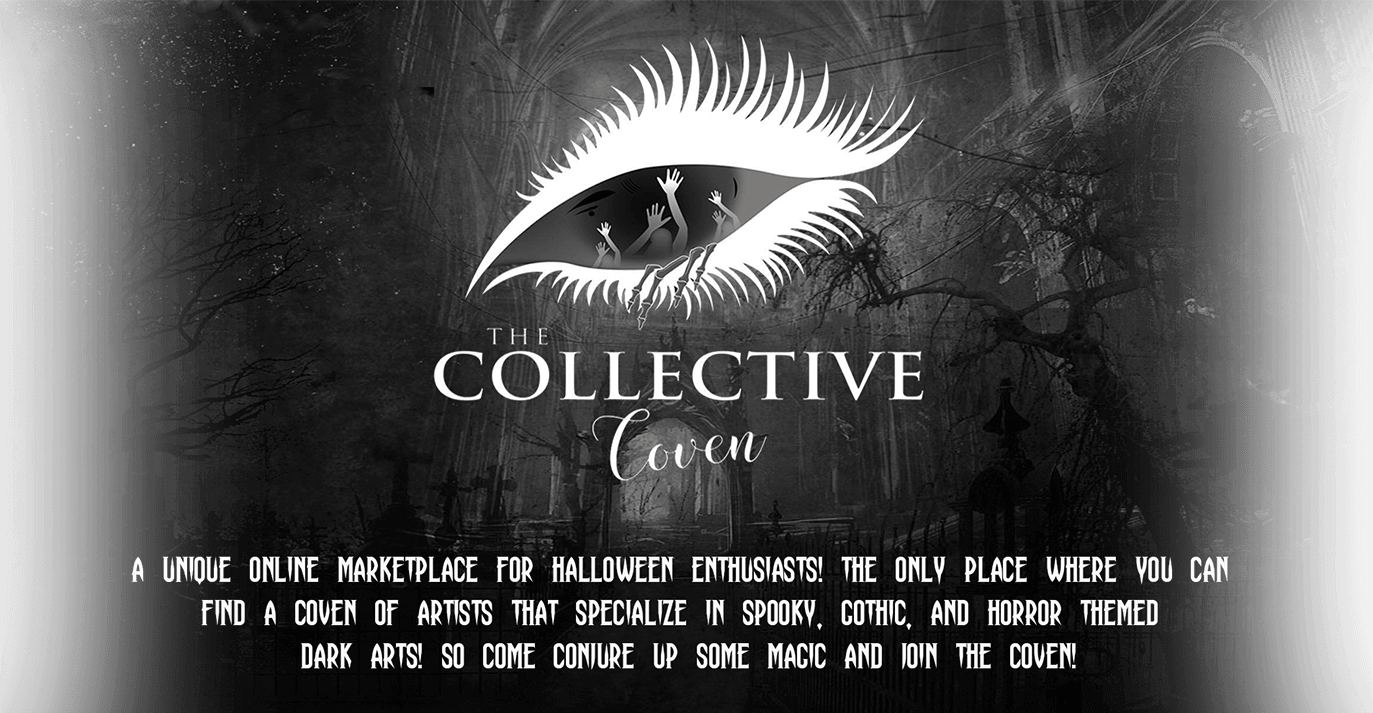 THE
COLLECTIVE
Coven
A UNIQUE ONLINE MARKETPLACE FOR HALLOWEEN ENTHUSIASTS! THE ONLY PLACE WHERE YOU CAN
FIND A COVEN OF ARTISTS THAT SPECIALIZE IN SPOOKY, GOTHIC, AND HORROR THEMED
DARK ARTS! SO COME CONJURE UP SOME MAGIC AND JOIN THE COVEN!